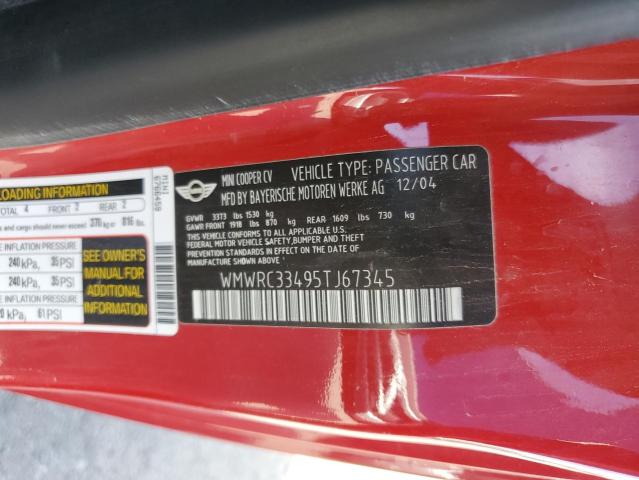 LOADING INFORMATION
TOTAL 4 FRONT 2 REAR 2
and cargo should never exceed 370 kg or 816 lbs.
INFLATION PRESSURE
240 kPa, 35 PSI
240 kPa, 35 PSI
kPa, 61 PSI
SEE OWNER'S
MANUAL FOR
ADDITIONAL
INFORMATION
MINI
6766459
MINI COOPER CV VEHICLE TYPE: PASSENGER CAR
MFD BY BAYERISCHE MOTOREN WERKE AG 12/04
GVWR 3373 lbs 1530 kg
GAWR FRONT 1918 lbs 870 kg REAR 1609 lbs 730 kg
THIS VEHICLE CONFORMS TO ALL APPLICABLE U.S.
FEDERAL MOTOR VEHICLE SAFETY,BUMPER AND THEFT
PREVENTION STANDARDS IN EFFECT ON THE DATE OF
MANUFACTURE SHOWN ABOVE.
WMWRC33495TJ67345